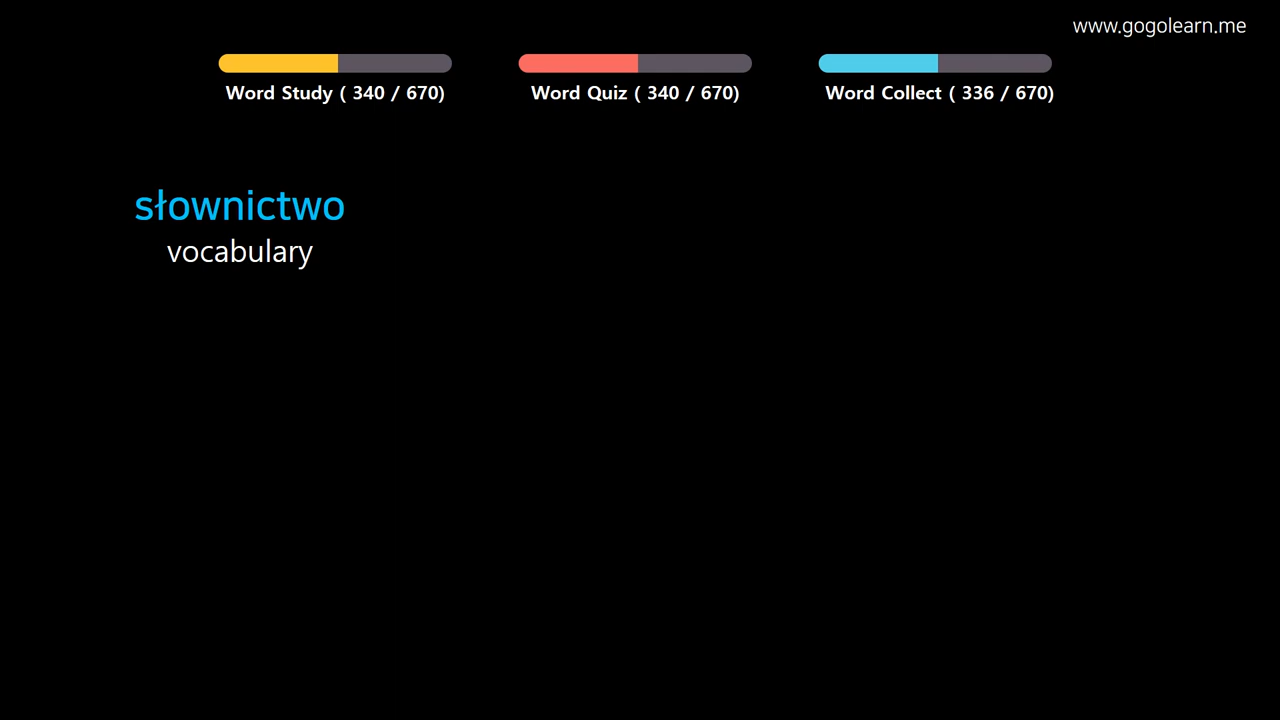 www.gogolearn.me
Word Study ( 340 / 670)
Word Quiz ( 340 / 670)
Word Collect ( 336 / 670)
słownictwo
vocabulary